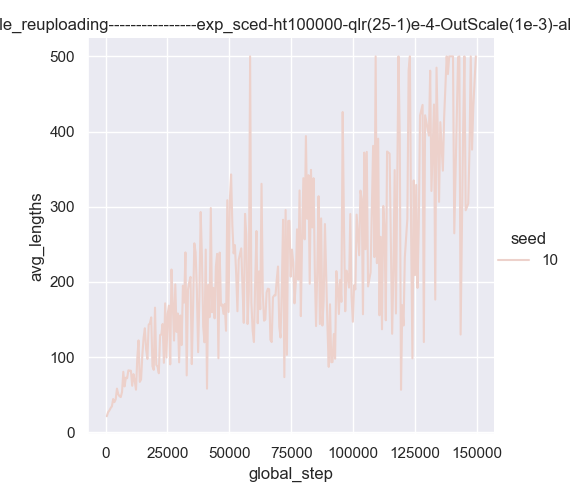 le_reuploading----------------exp_sced-ht100000-qlr(25-1)e-4-OutScale(1e-3)-al
500
400
300
200
100
0
avg_lengths
0 25000 50000 75000 100000 125000 150000
global_step
seed
10